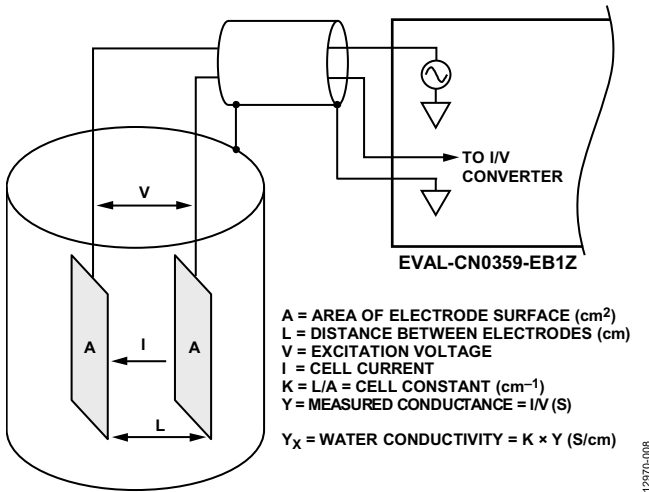 TO I/V
CONVERTER
V
EVAL-CN0359-EB1Z
A
I
A
L
A = AREA OF ELECTRODE SURFACE (cm²)
L = DISTANCE BETWEEN ELECTRODES (cm)
V = EXCITATION VOLTAGE
I = CELL CURRENT
K = L/A = CELL CONSTANT (cm⁻¹)
Y = MEASURED CONDUCTANCE = I/V (S)
Yₓ = WATER CONDUCTIVITY = K × Y (S/cm)
12970-008